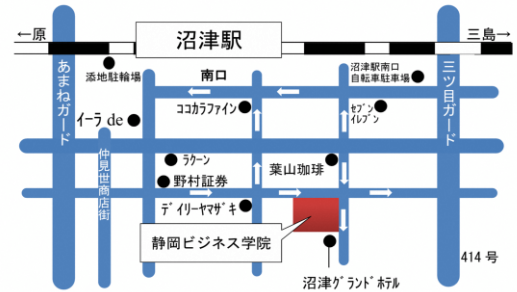 ←原
沼津駅
三島→
添地駐輪場
南口
沼津駅南口
自転車駐車場
あまねガード
三ツ目ガード
ココカラファイン
セブン
イレブン
イーラ de
仲見世商店街
ラクーン
葉山珈琲
野村証券
デイリーヤマザキ
静岡ビジネス学院
414 号
沼津グランドホテル